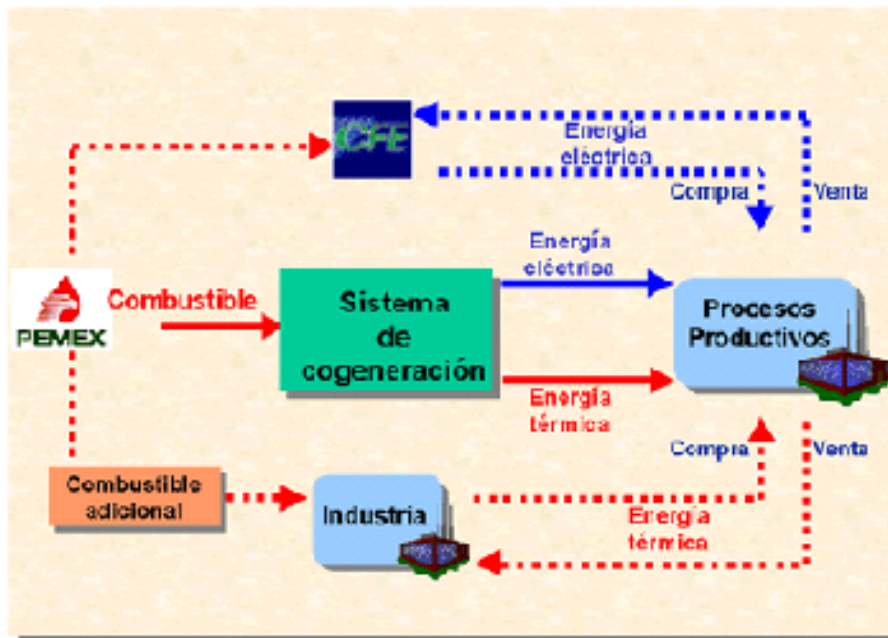 CFE
Energía
eléctrica
Compra
Venta
Energía
eléctrica
PEMEX
Combustible
Sistema
de
cogeneración
Procesos
Productivos
Energía
térmica
Compra
Venta
Combustible
adicional
Industria
Energía
térmica